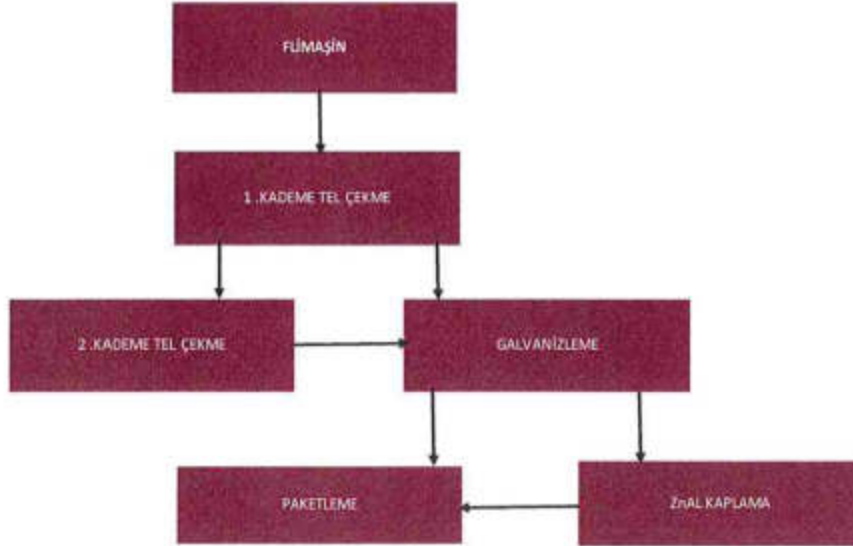 FLİMAŞİN
1 .KADEME TEL ÇEKME
2 .KADEME TEL ÇEKME
GALVANİZLEME
PAKETLEME
ZnAL KAPLAMA